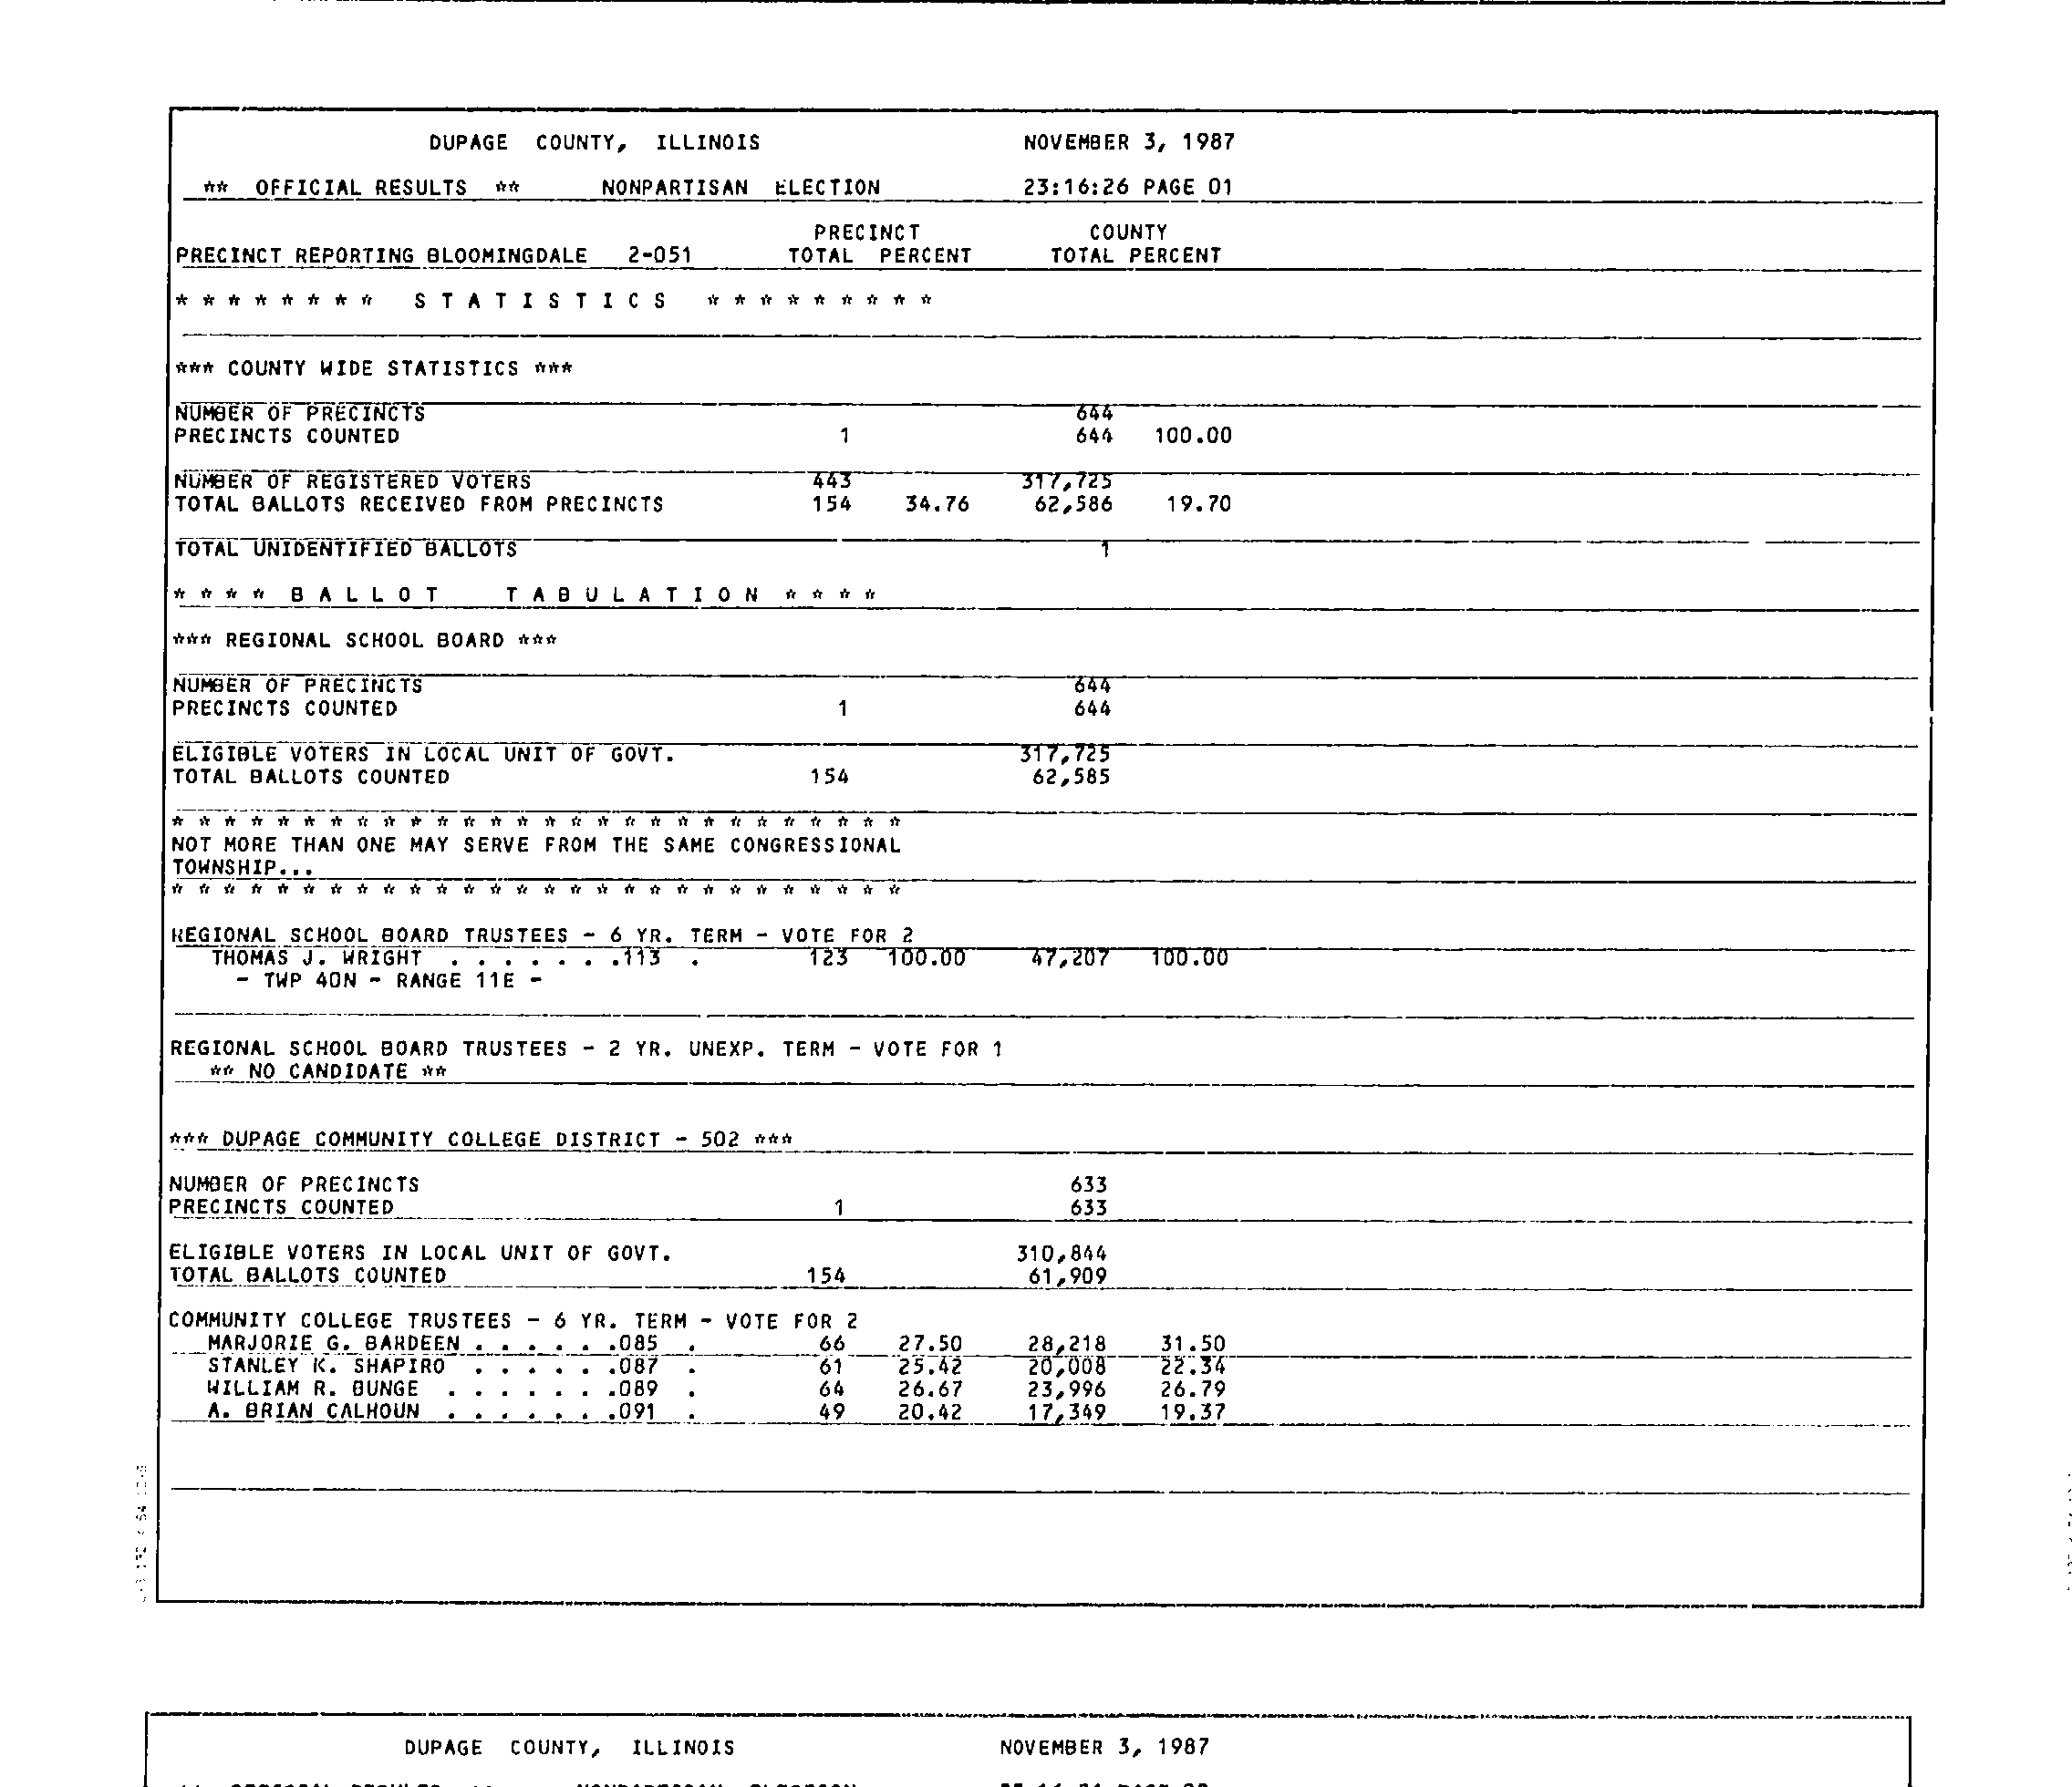 DUPAGE COUNTY, ILLINOIS NOVEMBER 3, 1987
** OFFICIAL RESULTS ** NONPARTISAN ELECTION 23:16:26 PAGE 01
PRECINCT COUNTY
PRECINCT REPORTING BLOOMINGDALE 2-051 TOTAL PERCENT TOTAL PERCENT
* * * * * * * * S T A T I S T I C S * * * * * * * * *
*** COUNTY WIDE STATISTICS ***
NUMBER OF PRECINCTS 644
PRECINCTS COUNTED 1 644 100.00
NUMBER OF REGISTERED VOTERS 443 317,725
TOTAL BALLOTS RECEIVED FROM PRECINCTS 154 34.76 62,586 19.70
TOTAL UNIDENTIFIED BALLOTS 1
* * * * B A L L O T T A B U L A T I O N * * * *
*** REGIONAL SCHOOL BOARD ***
NUMBER OF PRECINCTS 644
PRECINCTS COUNTED 1 644
ELIGIBLE VOTERS IN LOCAL UNIT OF GOVT. 317,725
TOTAL BALLOTS COUNTED 154 62,585
* * * * * * * * * * * * * * * * * * * * * * * * * * * *
NOT MORE THAN ONE MAY SERVE FROM THE SAME CONGRESSIONAL
TOWNSHIP...
* * * * * * * * * * * * * * * * * * * * * * * * * * * *
REGIONAL SCHOOL BOARD TRUSTEES - 6 YR. TERM - VOTE FOR 2
THOMAS J. WRIGHT . . . . . . .113 . 123 100.00 47,207 100.00
- TWP 40N - RANGE 11E -
REGIONAL SCHOOL BOARD TRUSTEES - 2 YR. UNEXP. TERM - VOTE FOR 1
** NO CANDIDATE **
*** DUPAGE COMMUNITY COLLEGE DISTRICT - 502 ***
NUMBER OF PRECINCTS 633
PRECINCTS COUNTED 1 633
ELIGIBLE VOTERS IN LOCAL UNIT OF GOVT. 310,844
TOTAL BALLOTS COUNTED 154 61,909
COMMUNITY COLLEGE TRUSTEES - 6 YR. TERM - VOTE FOR 2
MARJORIE G. BARDEEN . . . . . .085 . 66 27.50 28,218 31.50
STANLEY K. SHAPIRO . . . . . .087 . 61 25.42 20,008 22.34
WILLIAM R. BUNGE . . . . . . .089 . 64 26.67 23,996 26.79
A. BRIAN CALHOUN . . . . . . .091 . 49 20.42 17,349 19.37
DUPAGE COUNTY, ILLINOIS NOVEMBER 3, 1987